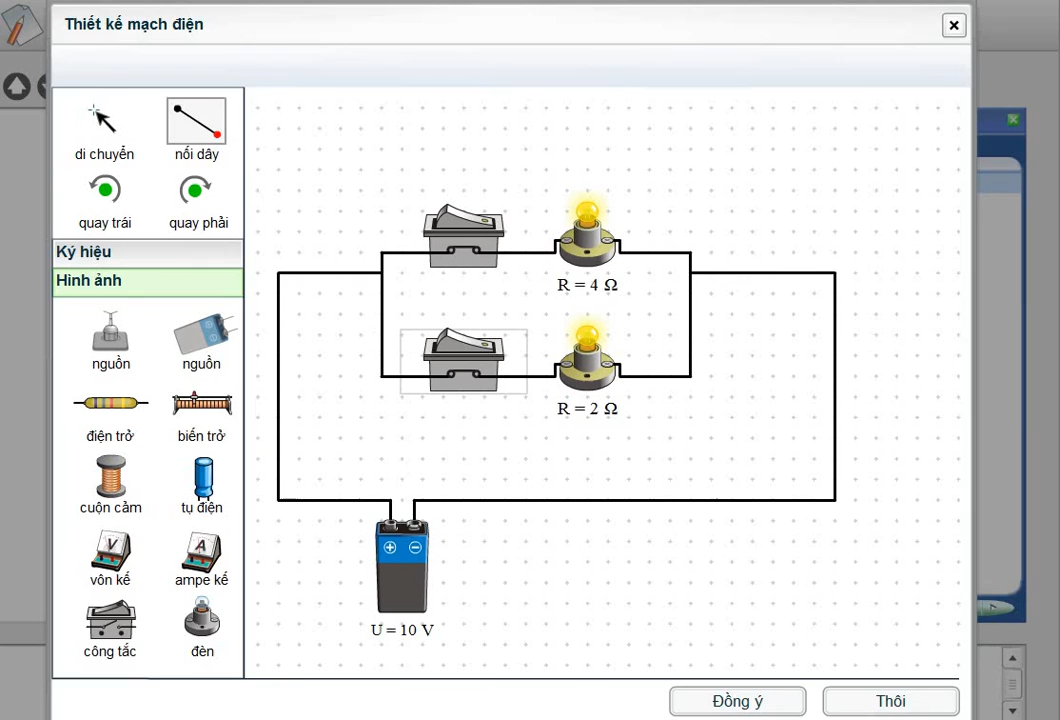 Thiết kế mạch điện
di chuyển
nối dây
quay trái
quay phải
Ký hiệu
Hình ảnh
nguồn
nguồn
điện trở
biến trở
cuộn cảm
tụ điện
V
A
vôn kế
ampe kế
công tắc
đèn
R = 4 Ω
R = 2 Ω
U = 10 V
Đồng ý
Thôi